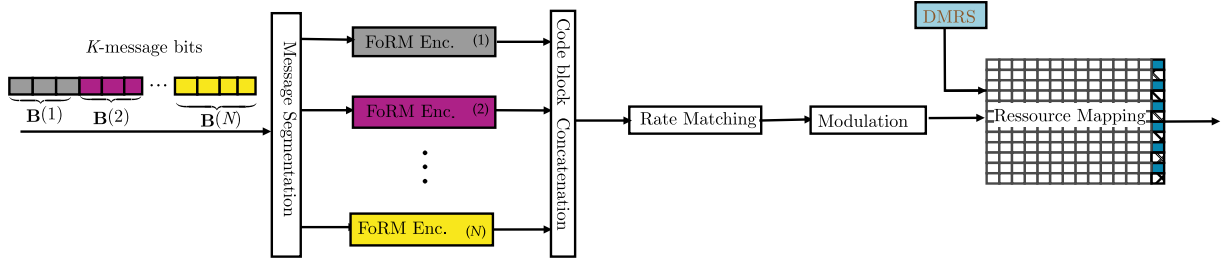 K-message bits
...
B(1)
B(2)
B(N)
Message Segmentation
FoRM Enc. (1)
FoRM Enc. (2)
FoRM Enc. (N)
Code block Concatenation
Rate Matching
Modulation
DMRS
Ressource Mapping